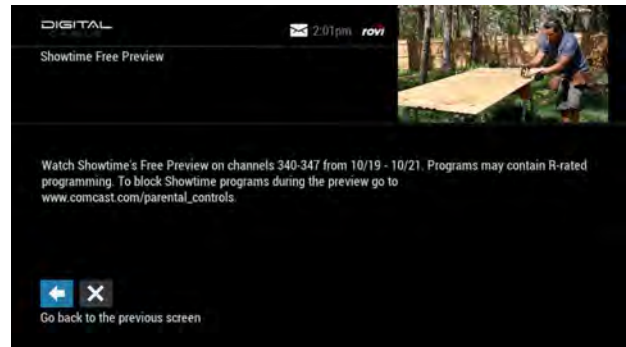 DIGITAL
2:01pm rovi
Showtime Free Preview
Watch Showtime's Free Preview on channels 340-347 from 10/19 - 10/21. Programs may contain R-rated
programming. To block Showtime programs during the preview go to
www.comcast.com/parental_controls.
Go back to the previous screen